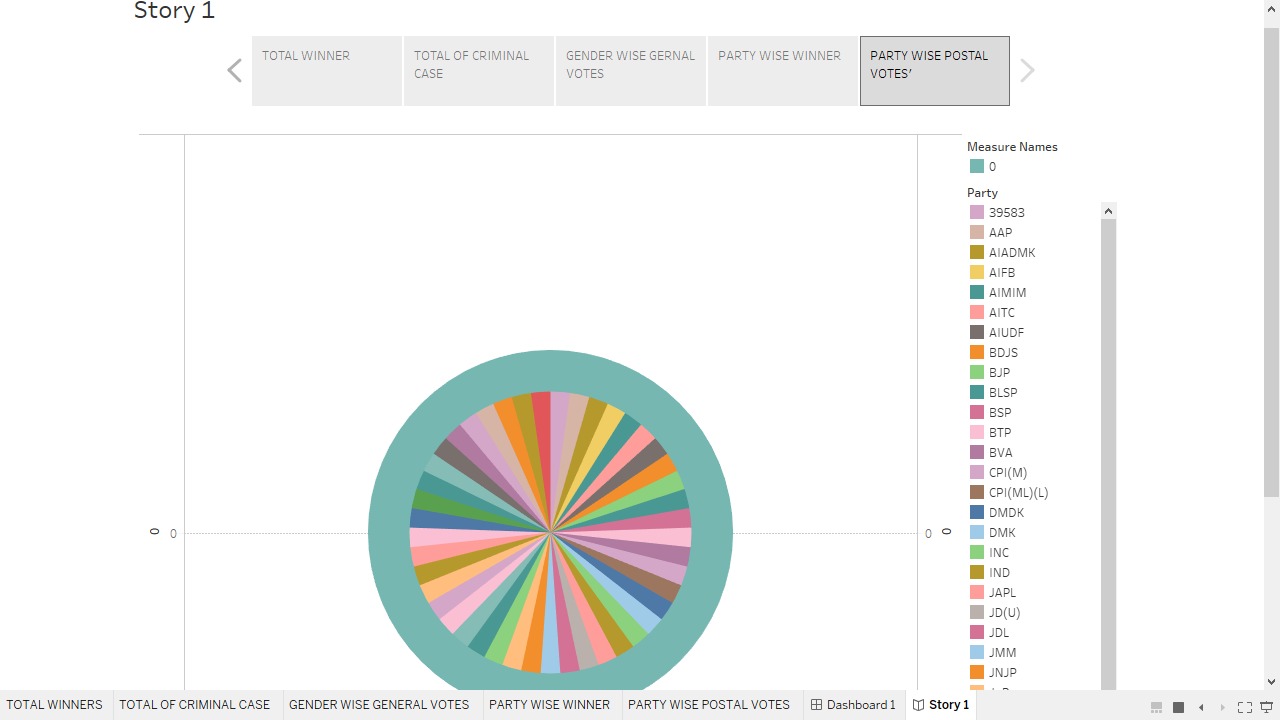 Story 1
TOTAL WINNER
TOTAL OF CRIMINAL
CASE
GENDER WISE GERNAL
VOTES
PARTY WISE WINNER
PARTY WISE POSTAL
VOTES'
Measure Names
0
Party
39583
AAP
AIADMK
AIFB
AIMIM
AITC
AIUDF
BDJS
BJP
BLSP
BSP
BTP
BVA
CPI(M)
CPI(ML)(L)
DMDK
DMK
INC
IND
JAPL
JD(U)
JDL
JMM
JNJP
0 0
0 0
TOTAL WINNERS
TOTAL OF CRIMINAL CASE
GENDER WISE GENERAL VOTES
PARTY WISE WINNER
PARTY WISE POSTAL VOTES
Dashboard 1
Story 1